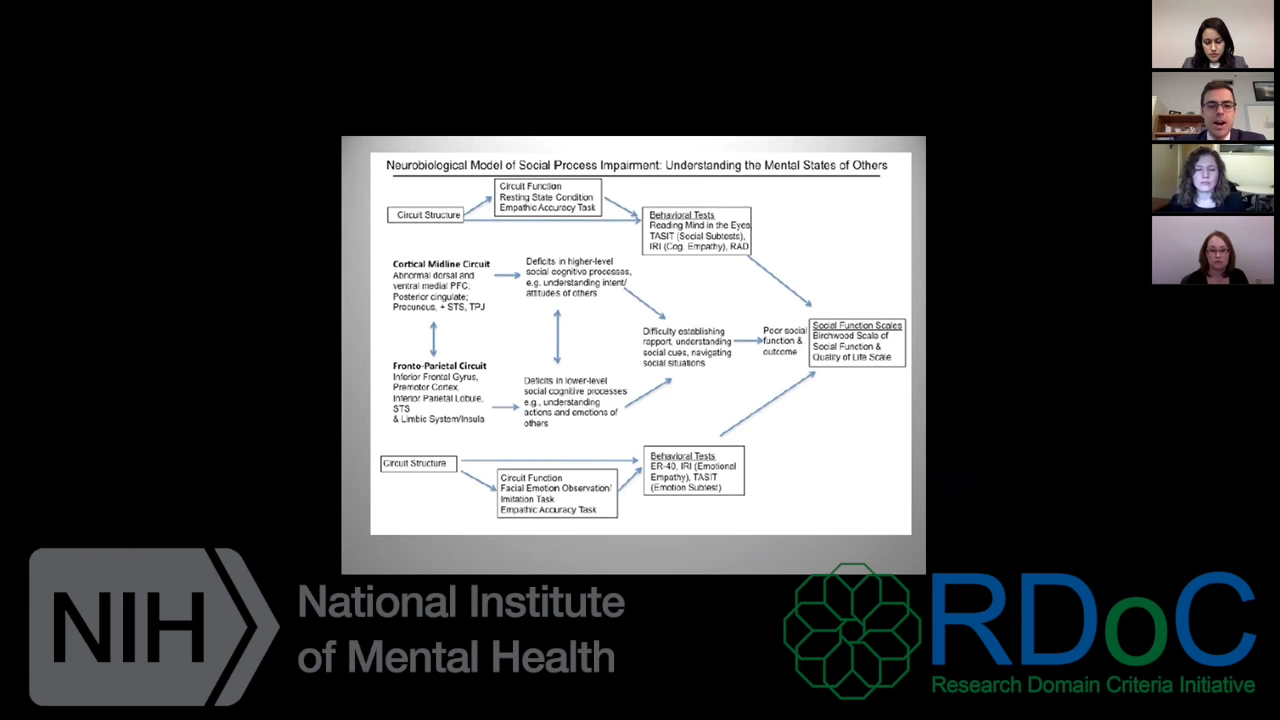 Neurobiological Model of Social Process Impairment: Understanding the Mental States of Others
Circuit Structure
Circuit Function
Resting State Condition
Empathic Accuracy Task
Behavioral Tests
Reading Mind in the Eyes
TASIT (Social Subtests),
IRI (Cog. Empathy), RAD
Cortical Midline Circuit
Abnormal dorsal and
ventral medial PFC;
Posterior cingulate;
Precuneus, + STS, TPJ
Deficits in higher-level
social cognitive processes,
e.g. understanding intent/
attitudes of others
Difficulty establishing
rapport, understanding
social cues, navigating
social situations
Poor social
function &
outcome
Social Function Scales
Birchwood Scale of
Social Function &
Quality of Life Scale
Fronto-Parietal Circuit
Inferior Frontal Gyrus,
Premotor Cortex,
Inferior Parietal Lobule,
STS
& Limbic System/Insula
Deficits in lower-level
social cognitive processes
e.g., understanding
actions and emotions of
others
Circuit Structure
Circuit Function
Facial Emotion Observation/
Imitation Task
Empathic Accuracy Task
Behavioral Tests
ER-40, IRI (Emotional
Empathy), TASIT
(Emotion Subtest)
NIH
National Institute
of Mental Health
RDoC
Research Domain Criteria Initiative